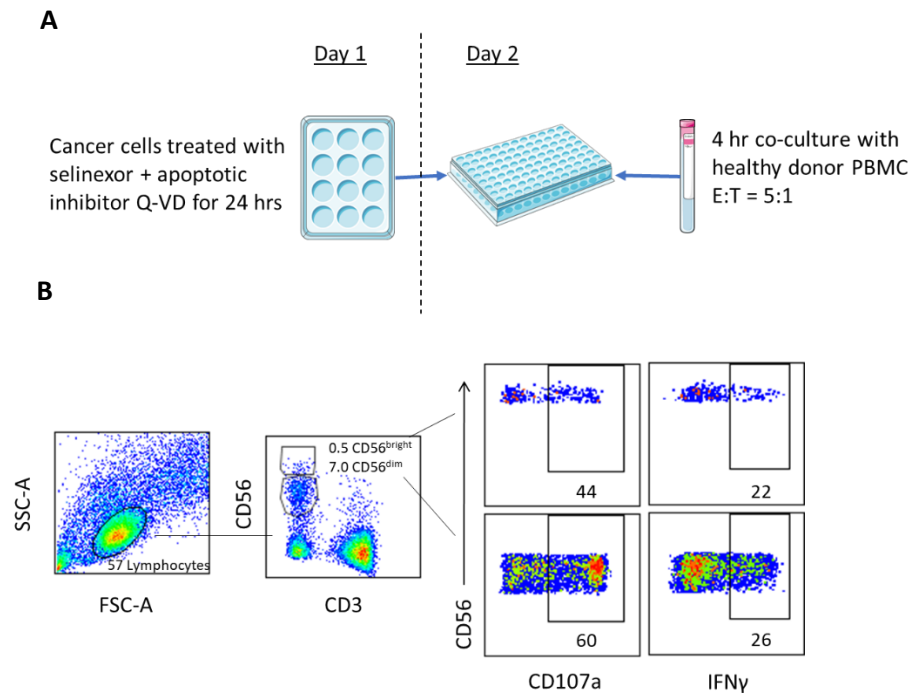 A
Day 1
Day 2
Cancer cells treated with
selinexor + apoptotic
inhibitor Q-VD for 24 hrs
4 hr co-culture with
healthy donor PBMC
E:T = 5:1
B
SSC-A
57 Lymphocytes
FSC-A
CD56
0.5 CD56bright
7.0 CD56dim
CD3
CD56
44
22
60
26
CD107a
IFNγ